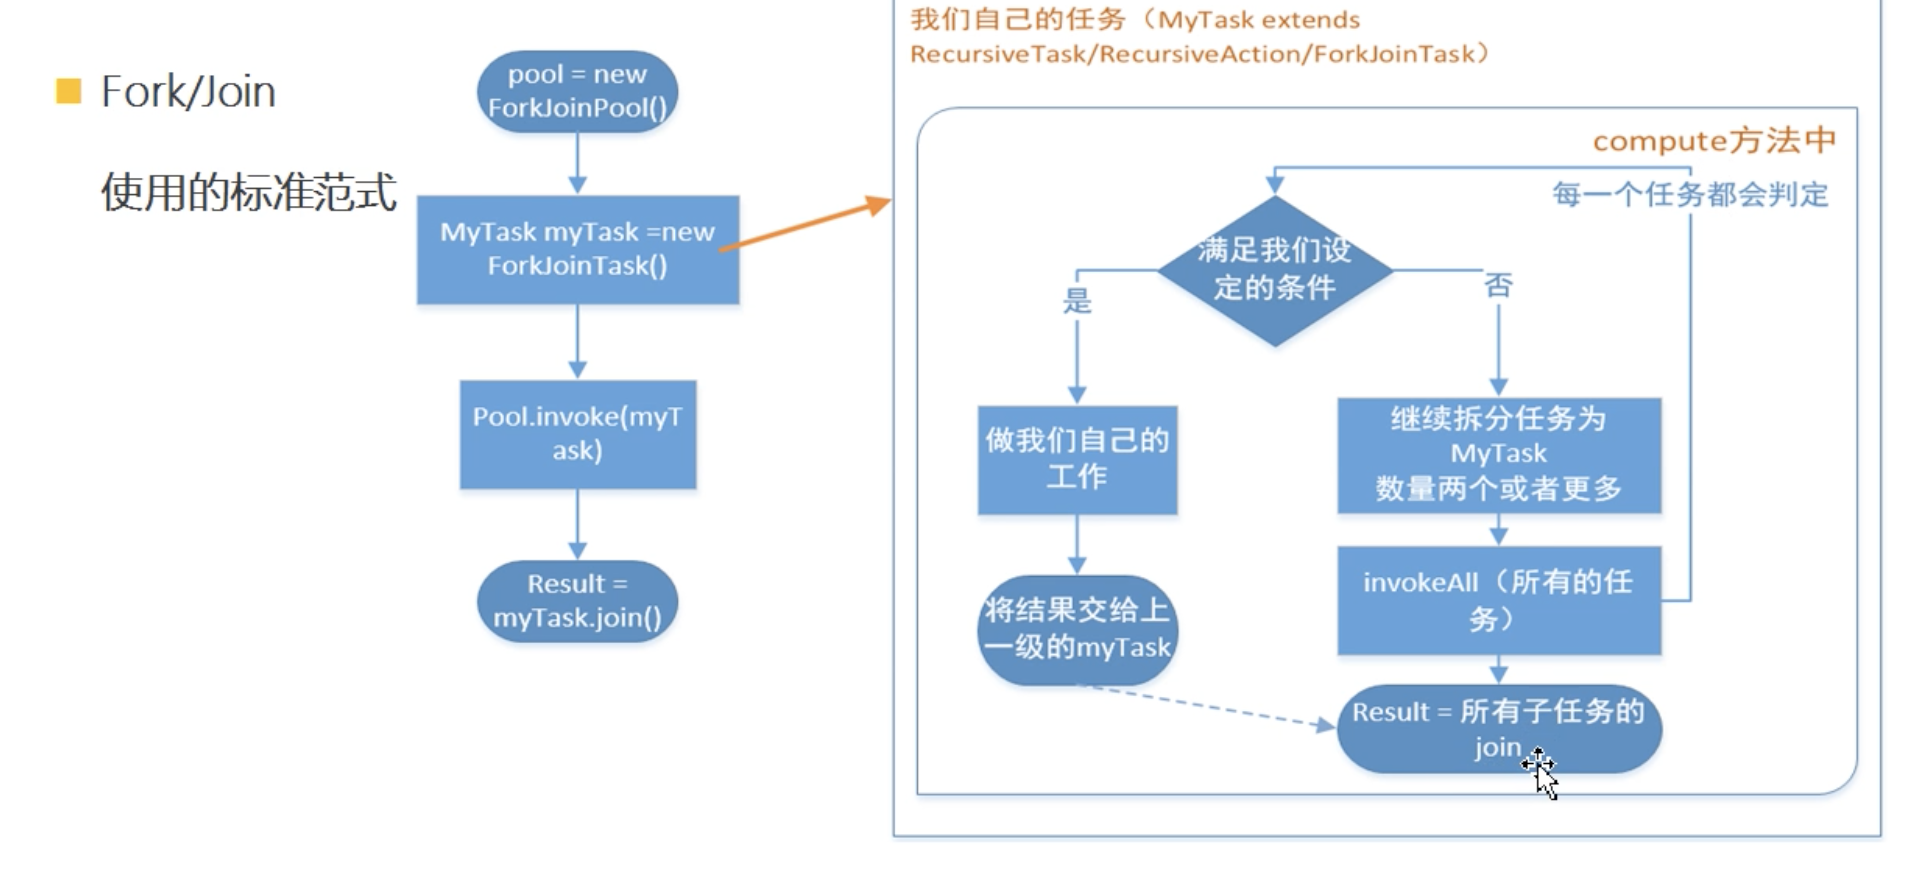 Fork/Join
使用的标准范式
pool = new
ForkJoinPool()
MyTask myTask =new
ForkJoinTask()
Pool.invoke(myT
ask)
Result =
myTask.join()
我们自己的任务（MyTask extends
RecursiveTask/RecursiveAction/ForkJoinTask）
compute方法中
每一个任务都会判定
满足我们设
定的条件
是
否
做我们自己的
工作
将结果交给上
一级的myTask
继续拆分任务为
MyTask
数量两个或者更多
invokeAll（所有的任
务）
Result = 所有子任务的
join